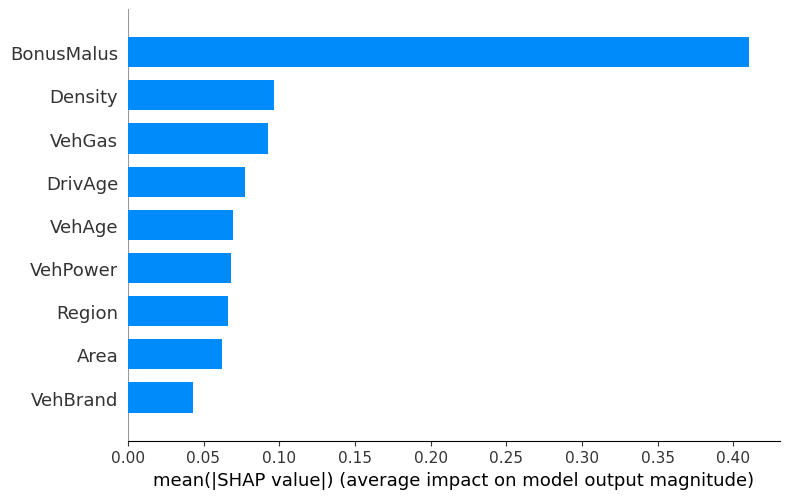 BonusMalus
Density
VehGas
DrivAge
VehAge
VehPower
Region
Area
VehBrand
0.00 0.05 0.10 0.15 0.20 0.25 0.30 0.35 0.40
mean(|SHAP value|) (average impact on model output magnitude)